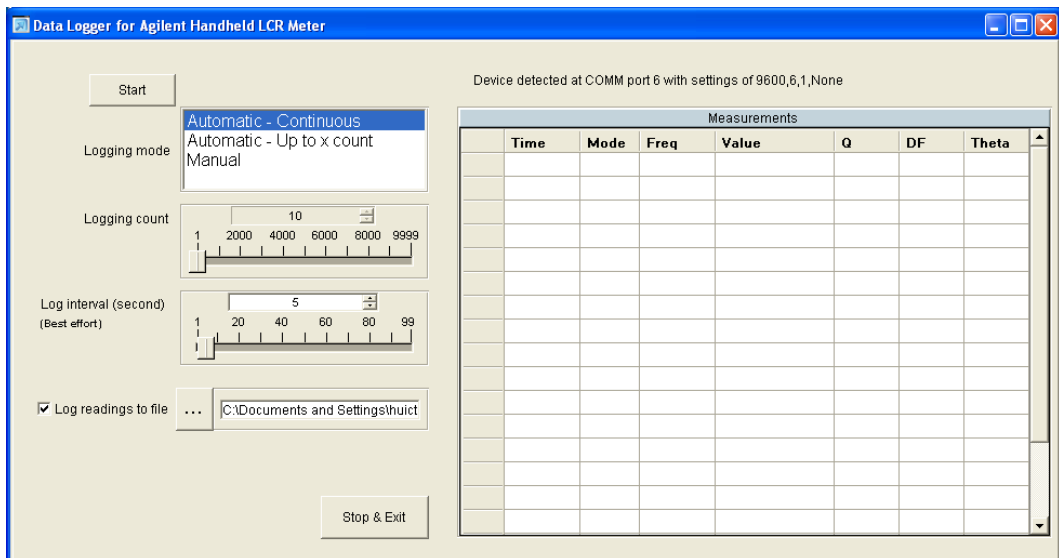 Data Logger for Agilent Handheld LCR Meter
Start
Device detected at COMM port 6 with settings of 9600,6,1,None
Logging mode
Automatic - Continuous
Automatic - Up to x count
Manual
Logging count
10
1 2000 4000 6000 8000 9999
Log interval (second)
(Best effort)
5
1 20 40 60 80 99
Log readings to file
...
C:\Documents and Settings\huict
Stop & Exit
Measurements
Time Mode Freq Value Q DF Theta